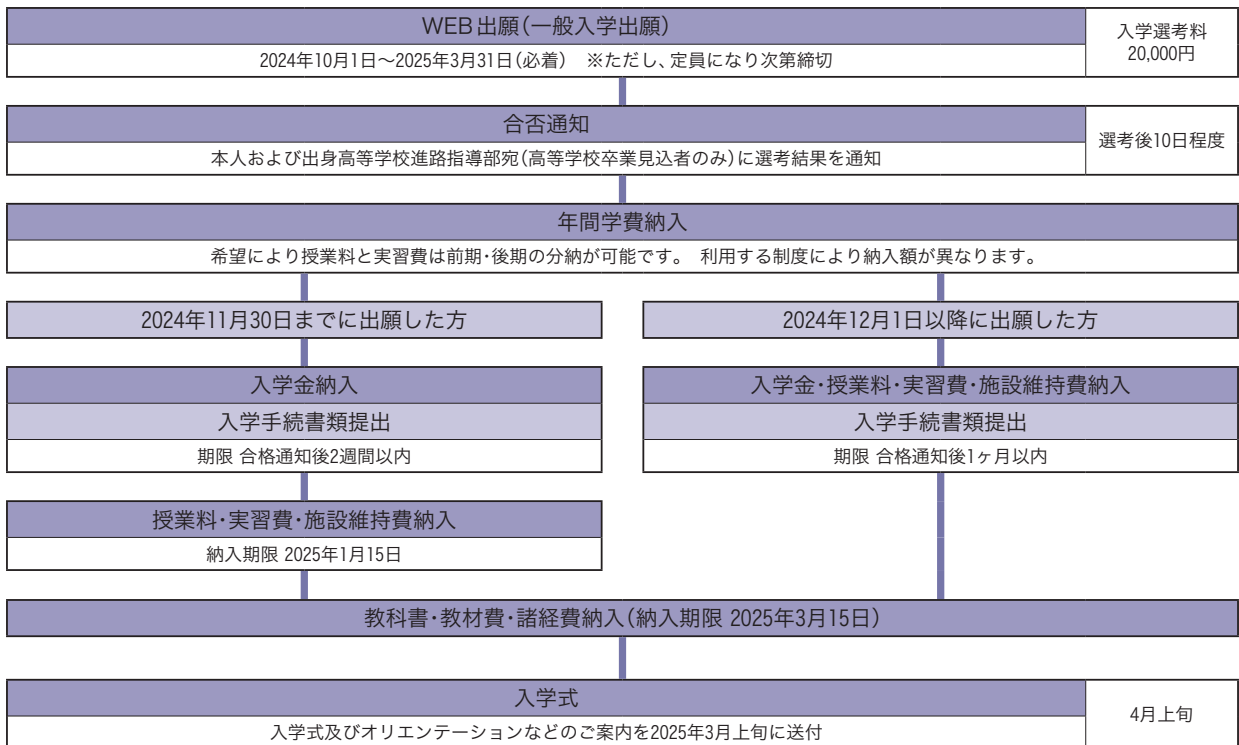 WEB出願(一般入学出願)
入学選考料
20,000円
2024年10月1日～2025年3月31日(必着) ※ただし、定員になり次第締切
合否通知
選考後10日程度
本人および出身高等学校進路指導部宛(高等学校卒業見込者のみ)に選考結果を通知
年間学費納入
希望により授業料と実習費は前期・後期の分納が可能です。 利用する制度により納入額が異なります。
2024年11月30日までに出願した方
2024年12月1日以降に出願した方
入学金納入
入学手続書類提出
期限 合格通知後2週間以内
入学金・授業料・実習費・施設維持費納入
入学手続書類提出
期限 合格通知後1ヶ月以内
授業料・実習費・施設維持費納入
納入期限 2025年1月15日
教科書・教材費・諸経費納入(納入期限 2025年3月15日)
入学式
4月上旬
入学式及びオリエンテーションなどのご案内を2025年3月上旬に送付